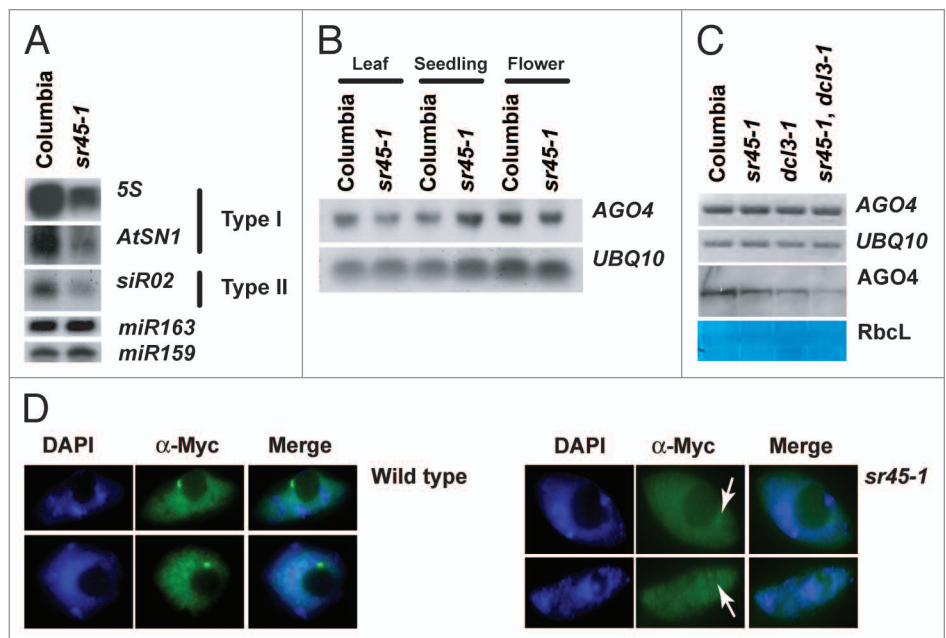 A
Columbia
sr45-1
5S
AtSN1
Type I
siR02
Type II
miR163
miR159
B
Leaf Seedling Flower
Columbia
sr45-1
Columbia
sr45-1
Columbia
sr45-1
AGO4
UBQ10
C
Columbia
sr45-1
dcl3-1
sr45-1, dcl3-1
AGO4
UBQ10
AGO4
RbcL
D
DAPI α-Myc Merge
Wild type
DAPI α-Myc Merge
sr45-1